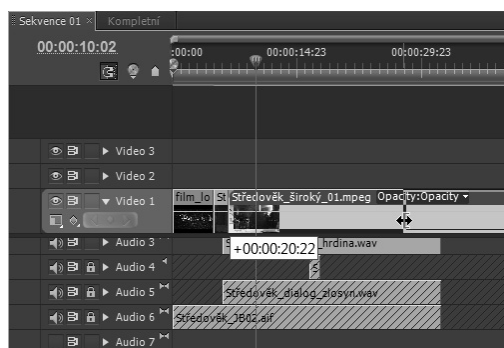 Sekvence 01 × Kompletní
00:00:10:02 :00:00 00:00:14:23 00:00:29:23
Video 3
Video 2
Video 1 film_lo St Středověk_široký_01.mpeg Opacity:Opacity
Audio 3 S _hrdina.wav
+00:00:20:22
Audio 4 S
Audio 5 Středověk_dialog_zlosyn.wav
Audio 6 Středověk_JB02.aif
Audio 7